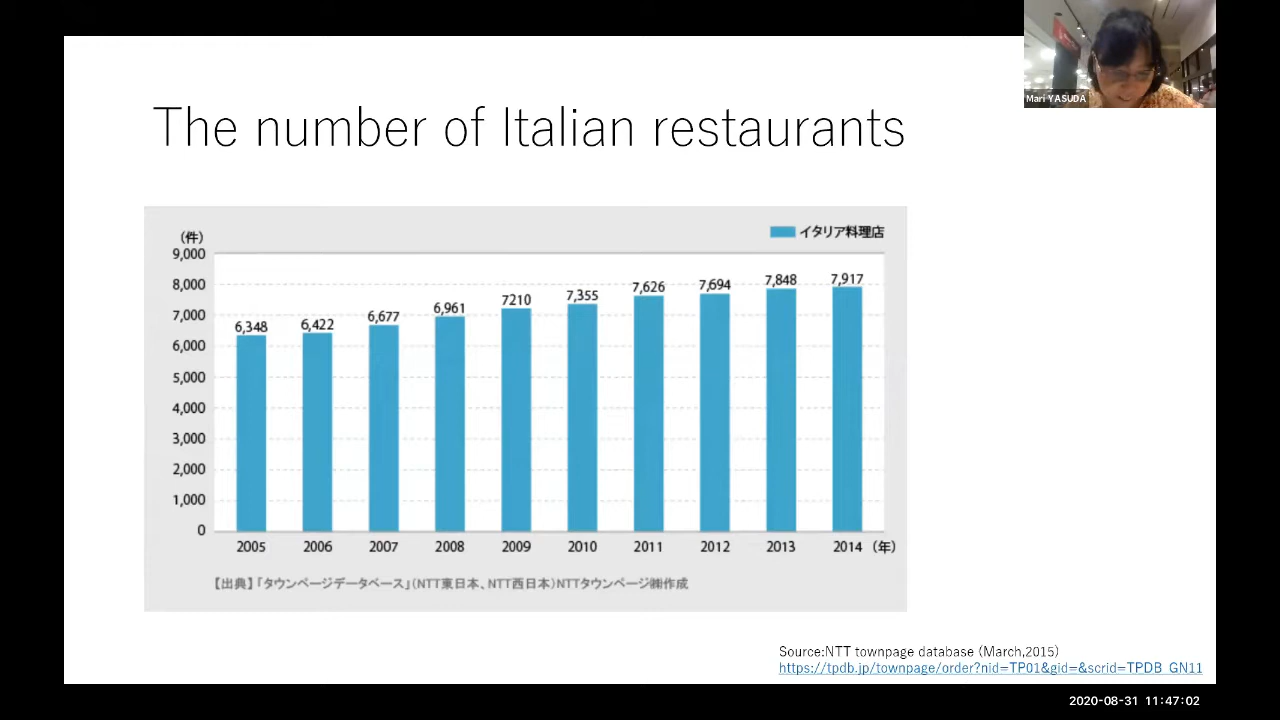 Mari YASUDA
The number of Italian restaurants
(件)
イタリア料理店
9,000
8,000
7,000
6,000
5,000
4,000
3,000
2,000
1,000
0
6,348
6,422
6,677
6,961
7210
7,355
7,626
7,694
7,848
7,917
2005 2006 2007 2008 2009 2010 2011 2012 2013 2014 (年)
【出典】「タウンページデータベース」(NTT東日本、NTT西日本)NTTタウンページ㈱作成
Source:NTT townpage database (March,2015)
https://tpdb.jp/townpage/order?nid=TP01&gid=&scrid=TPDB_GN11
2020-08-31 11:47:02